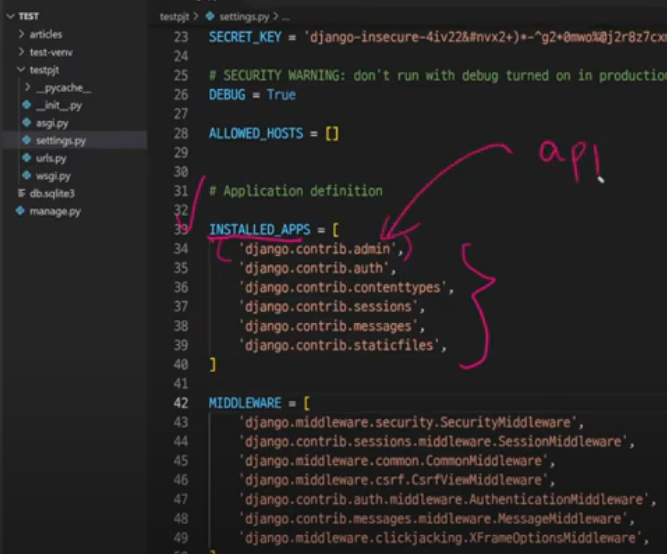 TEST
articles
test-venv
testpjt
__pycache__
__init__.py
asgi.py
settings.py
urls.py
wsgi.py
db.sqlite3
manage.py
testpjt > settings.py > ...
23 SECRET_KEY = 'django-insecure-4iv22&#nvx2+)*-^g2+0mwo%0j2r8z7cxm
24
25 # SECURITY WARNING: don't run with debug turned on in production
26 DEBUG = True
27
28 ALLOWED_HOSTS = []
29
30
31 # Application definition
32
33 INSTALLED_APPS = [
34 'django.contrib.admin',
35 'django.contrib.auth',
36 'django.contrib.contenttypes',
37 'django.contrib.sessions',
38 'django.contrib.messages',
39 'django.contrib.staticfiles',
40 ]
41
42 MIDDLEWARE = [
43 'django.middleware.security.SecurityMiddleware',
44 'django.contrib.sessions.middleware.SessionMiddleware',
45 'django.middleware.common.CommonMiddleware',
46 'django.middleware.csrf.CsrfViewMiddleware',
47 'django.contrib.auth.middleware.AuthenticationMiddleware',
48 'django.contrib.messages.middleware.MessageMiddleware',
49 'django.middleware.clickjacking.XFrameOptionsMiddleware',
api